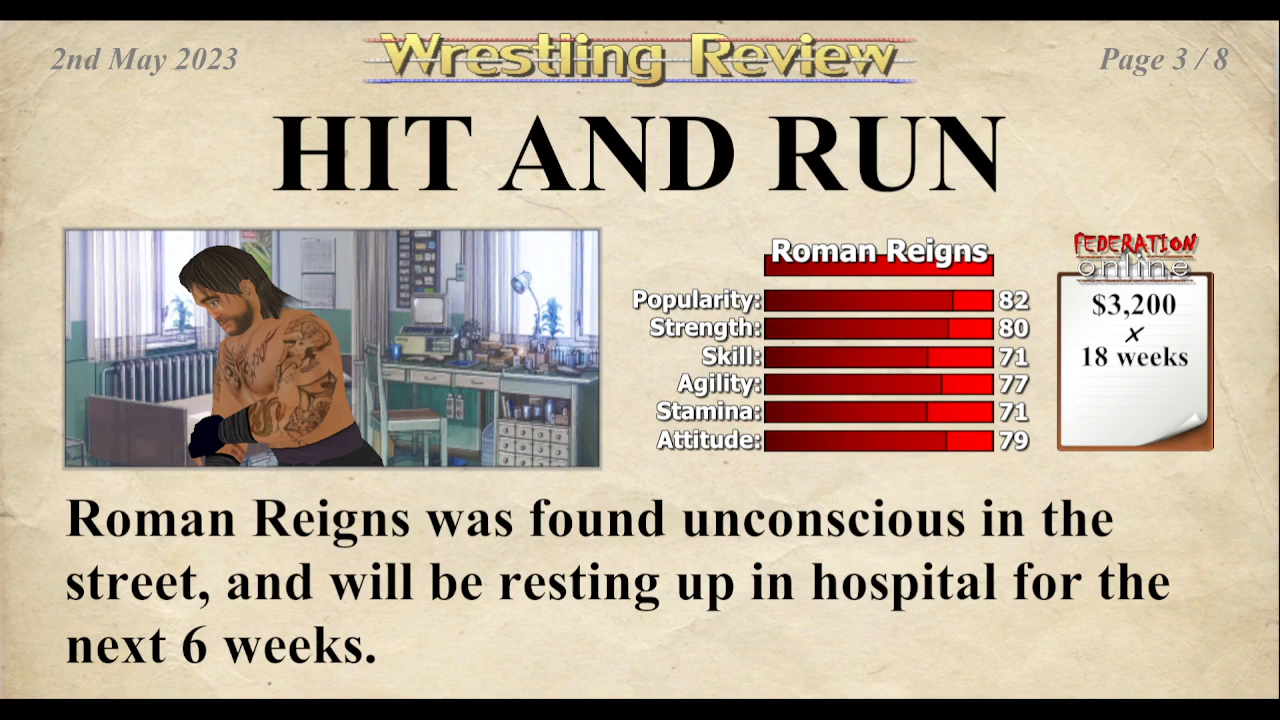 2nd May 2023
Wrestling Review
Page 3 / 8
HIT AND RUN
Roman Reigns
Popularity: 82
Strength: 80
Skill: 71
Agility: 77
Stamina: 71
Attitude: 79
FEDERATION
online
$3,200
x
18 weeks
Roman Reigns was found unconscious in the
street, and will be resting up in hospital for the
next 6 weeks.